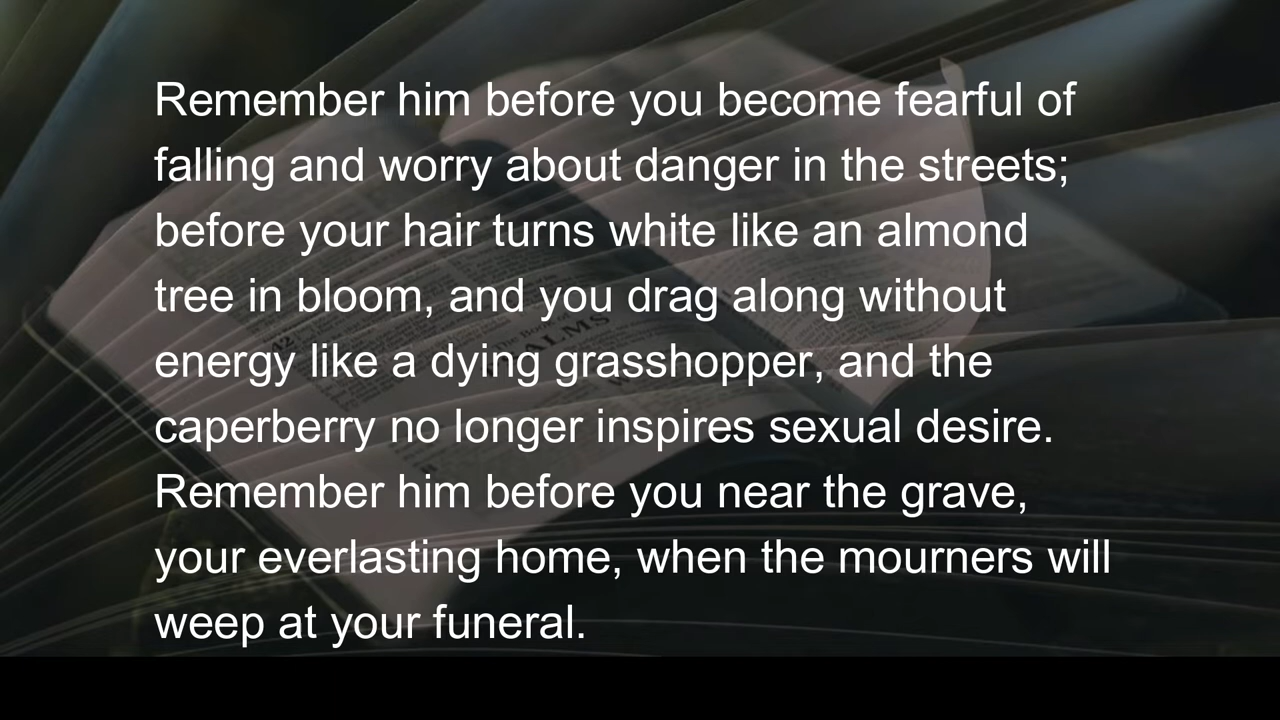 Remember him before you become fearful of
falling and worry about danger in the streets;
before your hair turns white like an almond
tree in bloom, and you drag along without
energy like a dying grasshopper, and the
caperberry no longer inspires sexual desire.
Remember him before you near the grave,
your everlasting home, when the mourners will
weep at your funeral.